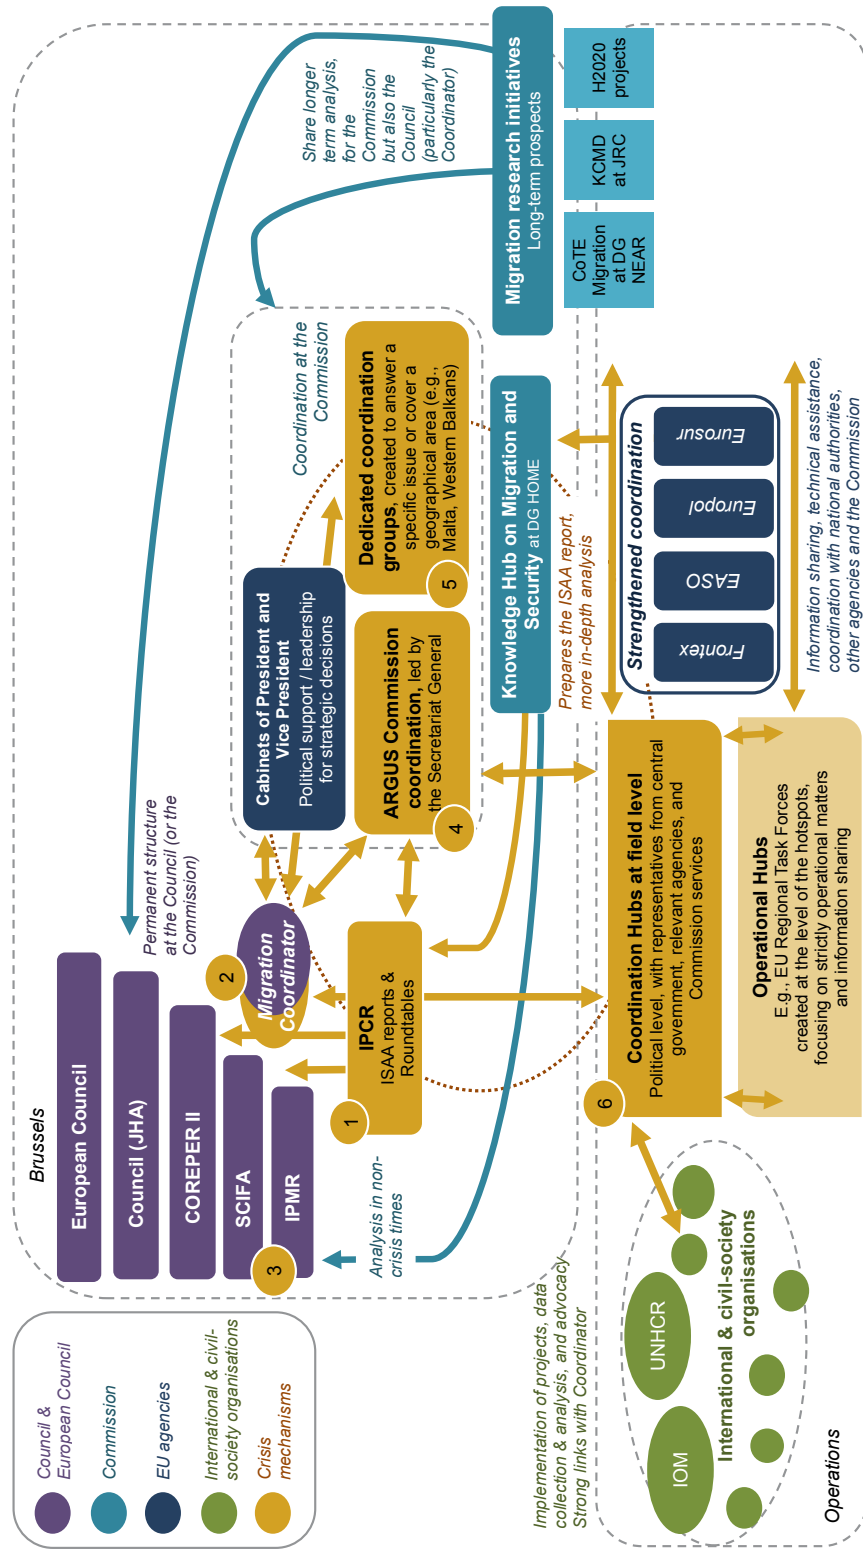 Council &
European Council
Commission
EU agencies
International & civil-
society organisations
Crisis
mechanisms
Brussels
European Council
Council (JHA)
COREPER II
SCIFA
IPMR
3
Permanent structure
at the Council (or the
Commission)
2
Migration
Coordinator
1
IPCR
ISAA reports &
Roundtables
Analysis in non-
crisis times
Cabinets of President and
Vice President
Political support / leadership
for strategic decisions
Coordination at the
Commission
ARGUS Commission
coordination, led by
the Secretariat General
4
Dedicated coordination
groups, created to answer a
specific issue or cover a
geographical area (e.g.,
Malta, Western Balkans)
5
Share longer
term analysis,
for the
Commission
but also the
Council
(particularly the
Coordinator)
Knowledge Hub on Migration and
Security at DG HOME
Migration research initiatives
Long-term prospects
CoTE
Migration
at DG
NEAR
KCMD
at JRC
H2020
projects
Prepares the ISAA report,
more in-depth analysis
Implementation of projects, data
collection & analysis, and advocacy
Strong links with Coordinator
IOM
UNHCR
International & civil-society
organisations
Operations
6
Coordination Hubs at field level
Political level, with representatives from central
government, relevant agencies, and
Commission services
Operational Hubs
E.g., EU Regional Task Forces
created at the level of the hotspots,
focusing on strictly operational matters
and information sharing
Strengthened coordination
Frontex
EASO
Europol
Eurosur
Information sharing, technical assistance,
coordination with national authorities,
other agencies and the Commission